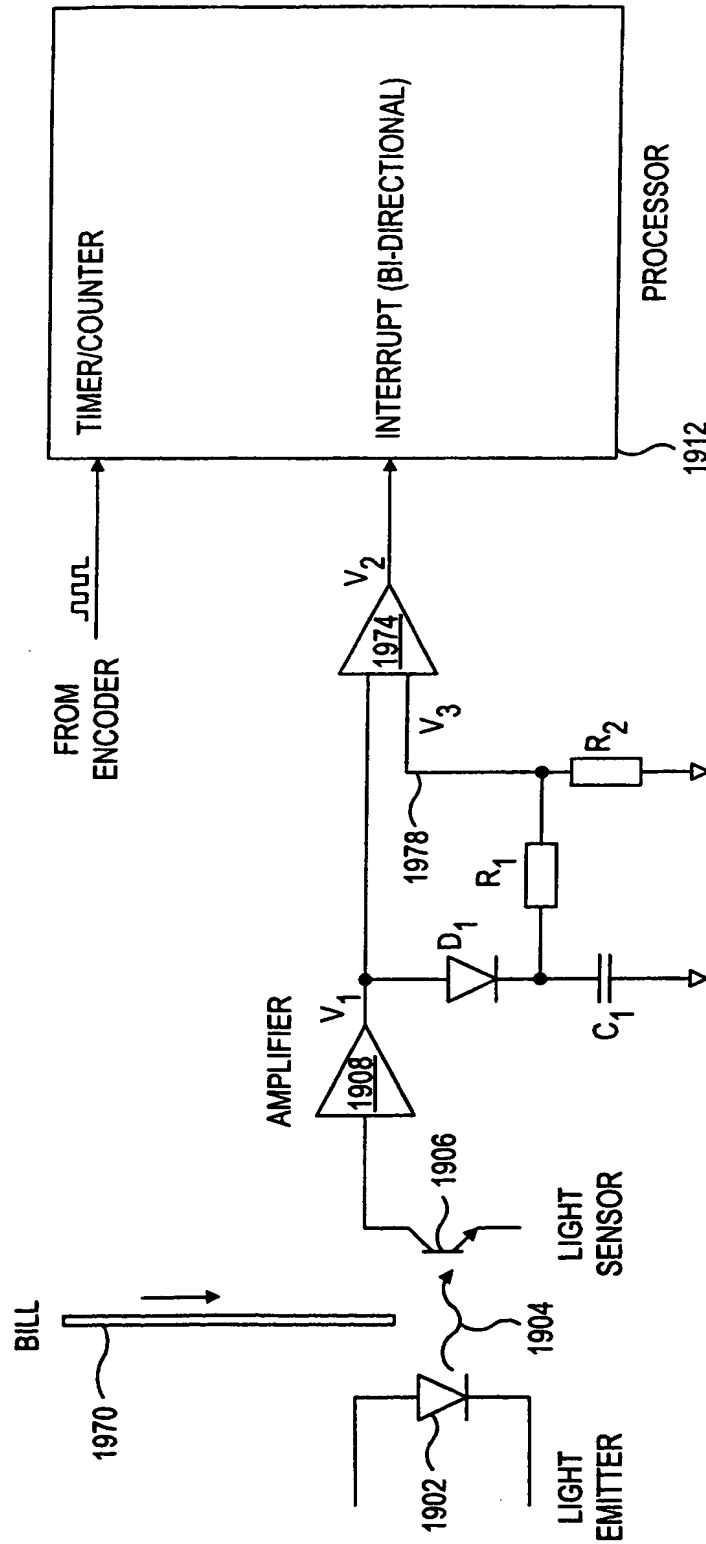 BILL
1970
LIGHT
EMITTER
1902
1904
LIGHT
SENSOR
1906
AMPLIFIER
1908
V1
D1
C1
R1
R2
1978
V3
1974
V2
FROM
ENCODER
TIMER/COUNTER
INTERRUPT (BI-DIRECTIONAL)
PROCESSOR
1912